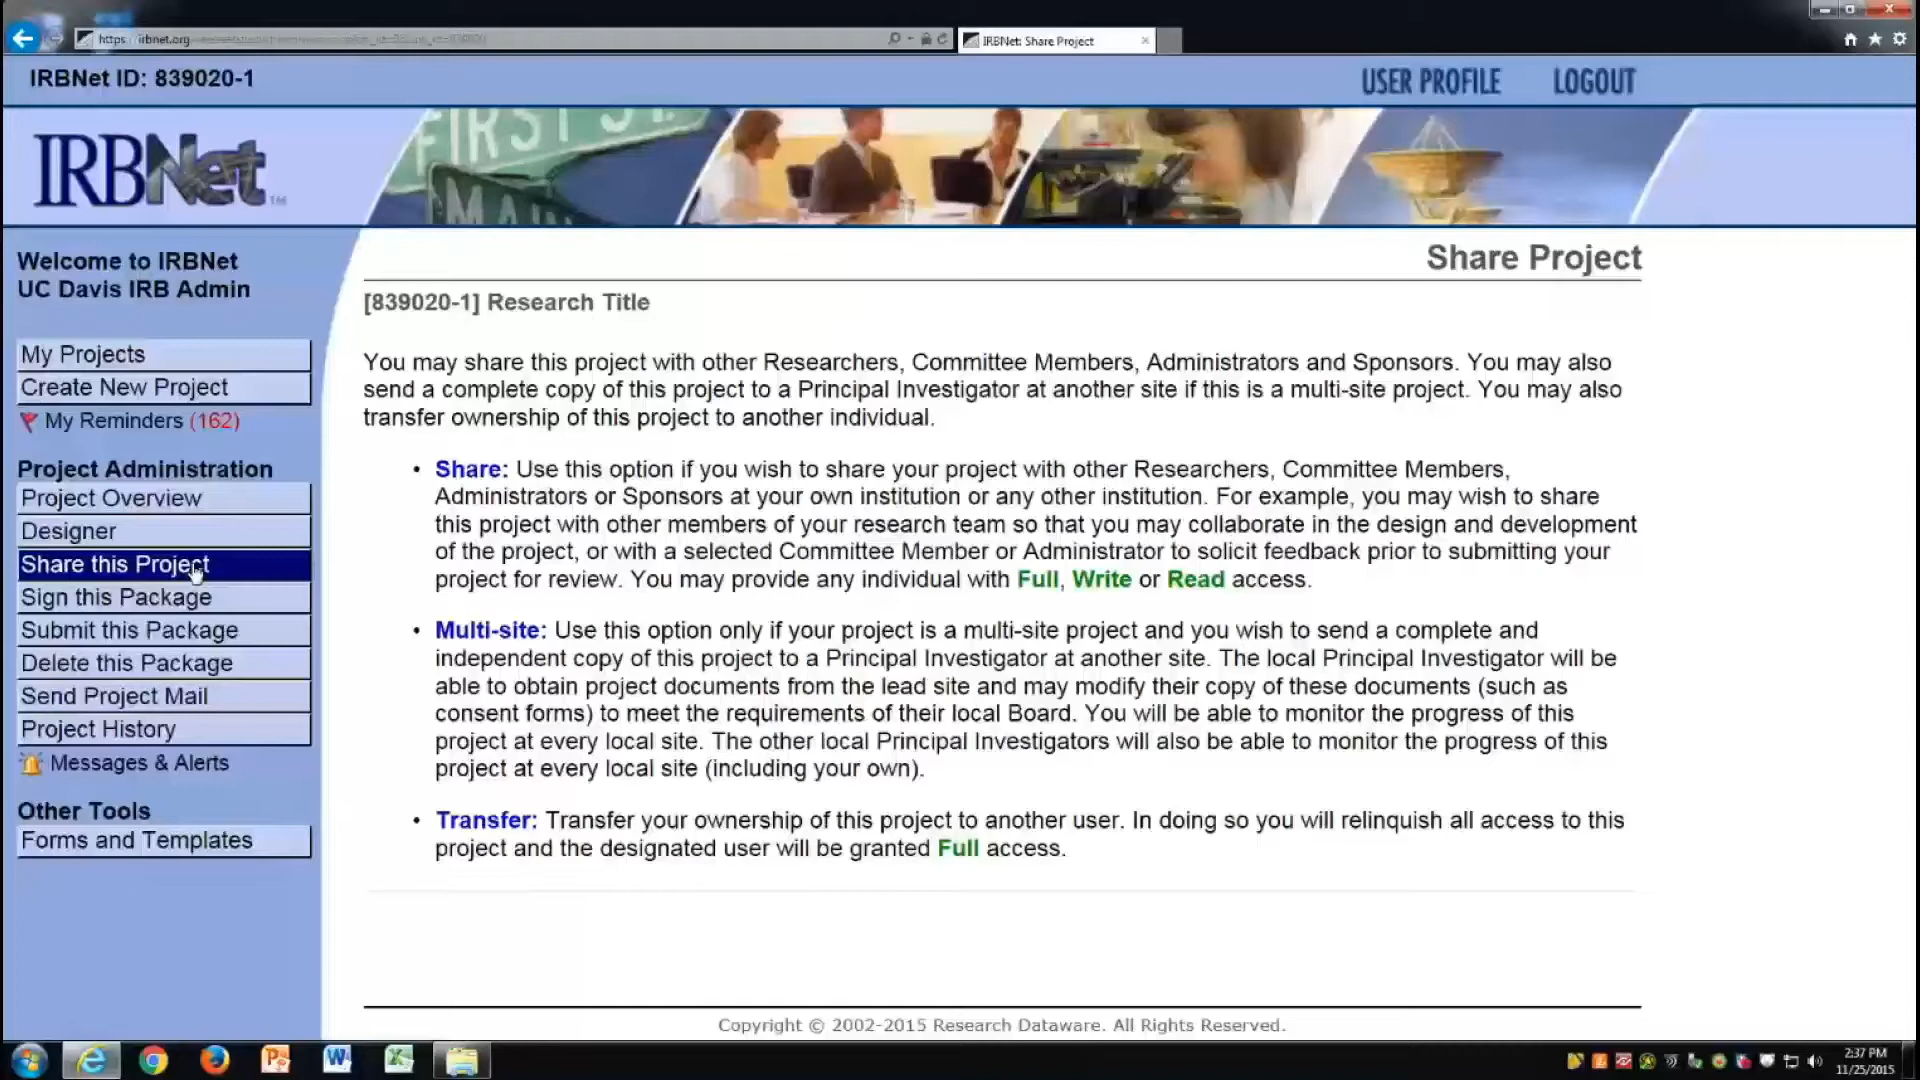 https://irbnet.org
IRBNet: Share Project
IRBNet ID: 839020-1
USER PROFILE
LOGOUT
IRBNet™
FIRST ST.
MAIN
Welcome to IRBNet
UC Davis IRB Admin
My Projects
Create New Project
My Reminders (162)
Project Administration
Project Overview
Designer
Share this Project
Sign this Package
Submit this Package
Delete this Package
Send Project Mail
Project History
Messages & Alerts
Other Tools
Forms and Templates
Share Project
[839020-1] Research Title
You may share this project with other Researchers, Committee Members, Administrators and Sponsors. You may also
send a complete copy of this project to a Principal Investigator at another site if this is a multi-site project. You may also
transfer ownership of this project to another individual.
• Share: Use this option if you wish to share your project with other Researchers, Committee Members,
Administrators or Sponsors at your own institution or any other institution. For example, you may wish to share
this project with other members of your research team so that you may collaborate in the design and development
of the project, or with a selected Committee Member or Administrator to solicit feedback prior to submitting your
project for review. You may provide any individual with Full, Write or Read access.
• Multi-site: Use this option only if your project is a multi-site project and you wish to send a complete and
independent copy of this project to a Principal Investigator at another site. The local Principal Investigator will be
able to obtain project documents from the lead site and may modify their copy of these documents (such as
consent forms) to meet the requirements of their local Board. You will be able to monitor the progress of this
project at every local site. The other local Principal Investigators will also be able to monitor the progress of this
project at every local site (including your own).
• Transfer: Transfer your ownership of this project to another user. In doing so you will relinquish all access to this
project and the designated user will be granted Full access.
Copyright © 2002-2015 Research Dataware. All Rights Reserved.
2:37 PM
11/25/2015